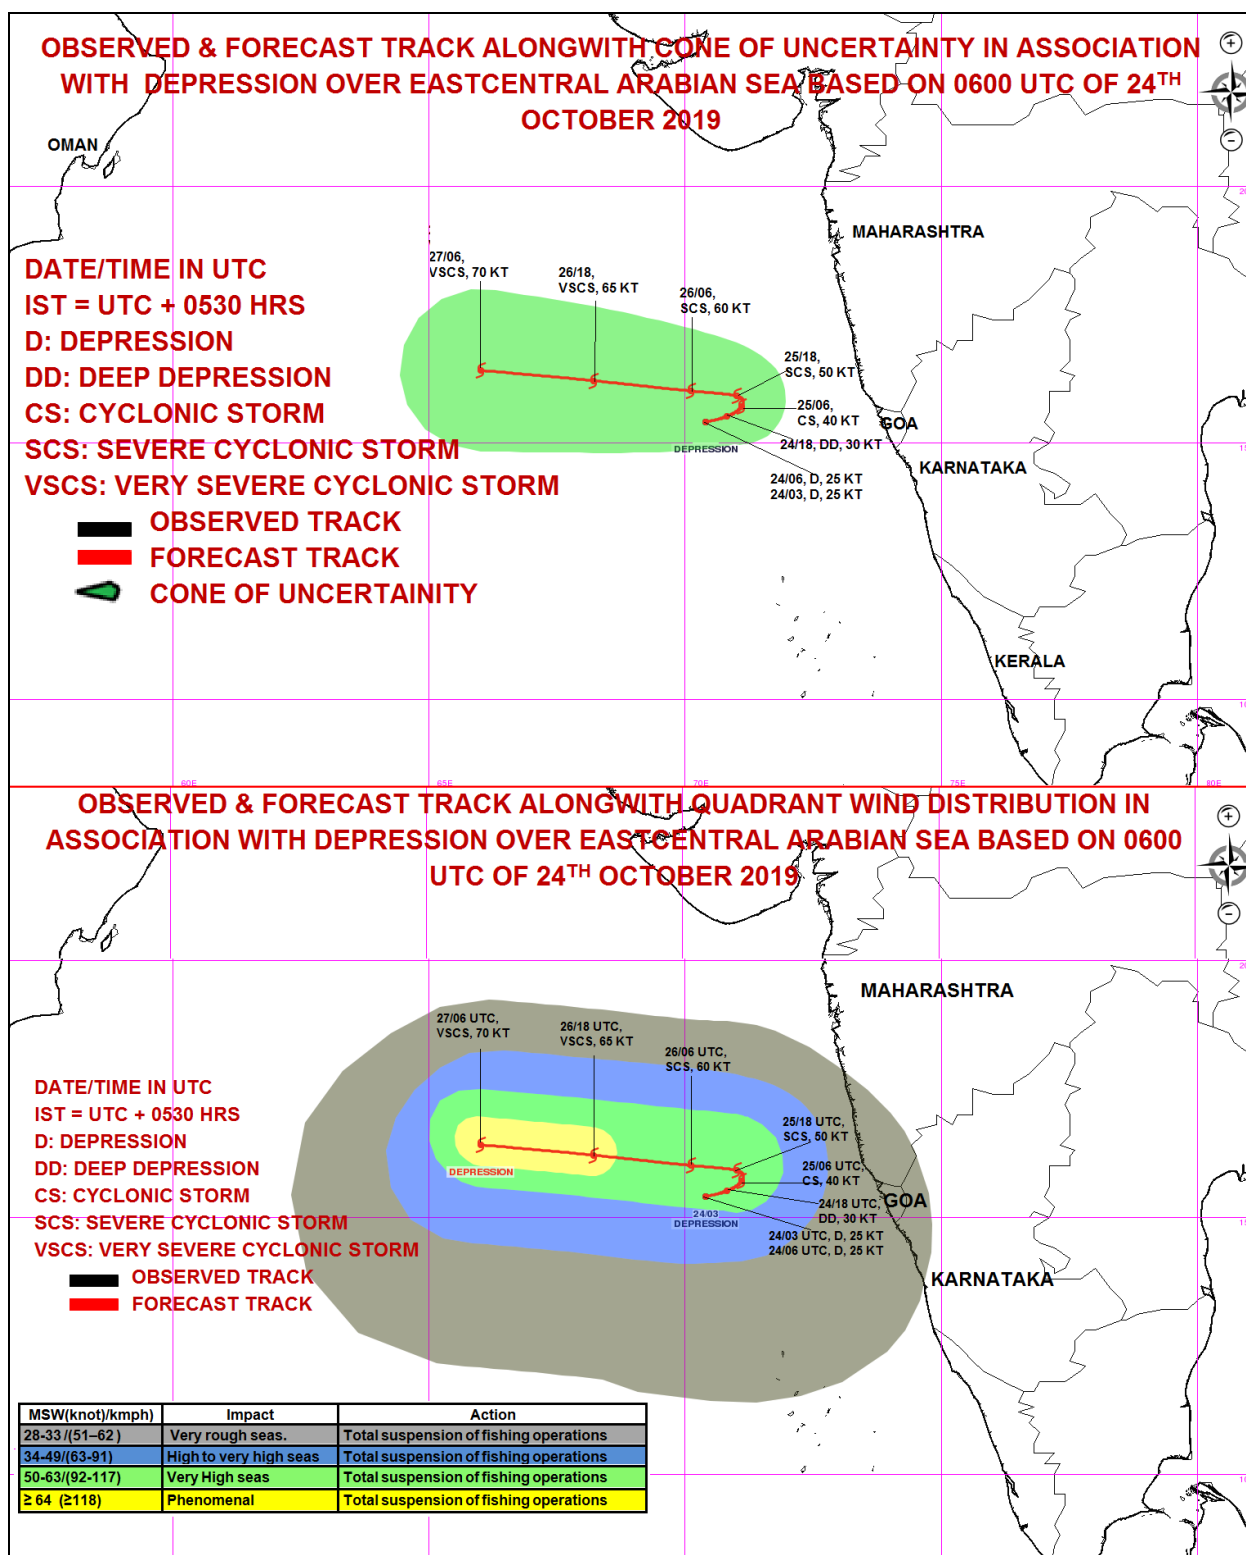 OBSERVED & FORECAST TRACK ALONGWITH CONE OF UNCERTAINTY IN ASSOCIATION
WITH DEPRESSION OVER EASTCENTRAL ARABIAN SEA BASED ON 0600 UTC OF 24TH
OCTOBER 2019
OMAN
MAHARASHTRA
27/06,
VSCS, 70 KT
26/18,
VSCS, 65 KT
26/06,
SCS, 60 KT
25/18,
SCS, 50 KT
25/06,
CS, 40 KT
24/18, DD, 30 KT
24/06, D, 25 KT
24/03, D, 25 KT
DEPRESSION
GOA
KARNATAKA
KERALA
DATE/TIME IN UTC
IST = UTC + 0530 HRS
D: DEPRESSION
DD: DEEP DEPRESSION
CS: CYCLONIC STORM
SCS: SEVERE CYCLONIC STORM
VSCS: VERY SEVERE CYCLONIC STORM
OBSERVED TRACK
FORECAST TRACK
CONE OF UNCERTAINITY
60E
65E
70E
75E
80E
OBSERVED & FORECAST TRACK ALONGWITH QUADRANT WIND DISTRIBUTION IN
ASSOCIATION WITH DEPRESSION OVER EASTCENTRAL ARABIAN SEA BASED ON 0600
UTC OF 24TH OCTOBER 2019
MAHARASHTRA
27/06 UTC,
VSCS, 70 KT
26/18 UTC,
VSCS, 65 KT
26/06 UTC,
SCS, 60 KT
25/18 UTC,
SCS, 50 KT
25/06 UTC,
CS, 40 KT
24/18 UTC,
DD, 30 KT
24/03 UTC, D, 25 KT
24/06 UTC, D, 25 KT
DEPRESSION
24/03
DEPRESSION
GOA
KARNATAKA
DATE/TIME IN UTC
IST = UTC + 0530 HRS
D: DEPRESSION
DD: DEEP DEPRESSION
CS: CYCLONIC STORM
SCS: SEVERE CYCLONIC STORM
VSCS: VERY SEVERE CYCLONIC STORM
OBSERVED TRACK
FORECAST TRACK
MSW(knot)/kmph) Impact Action
28-33/(51–62) Very rough seas. Total suspension of fishing operations
34-49/(63-91) High to very high seas Total suspension of fishing operations
50-63/(92-117) Very High seas Total suspension of fishing operations
≥ 64 (≥118) Phenomenal Total suspension of fishing operations